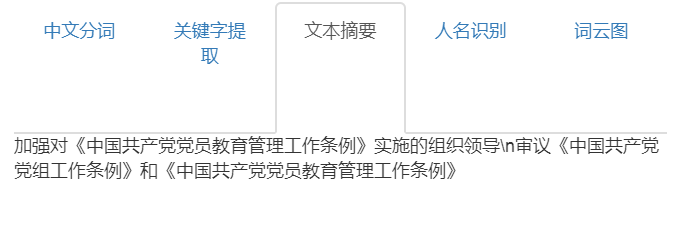 中文分词
关键字提
取
文本摘要
人名识别
词云图
加强对《中国共产党党员教育管理工作条例》实施的组织领导\n审议《中国共产党
党组工作条例》和《中国共产党党员教育管理工作条例》